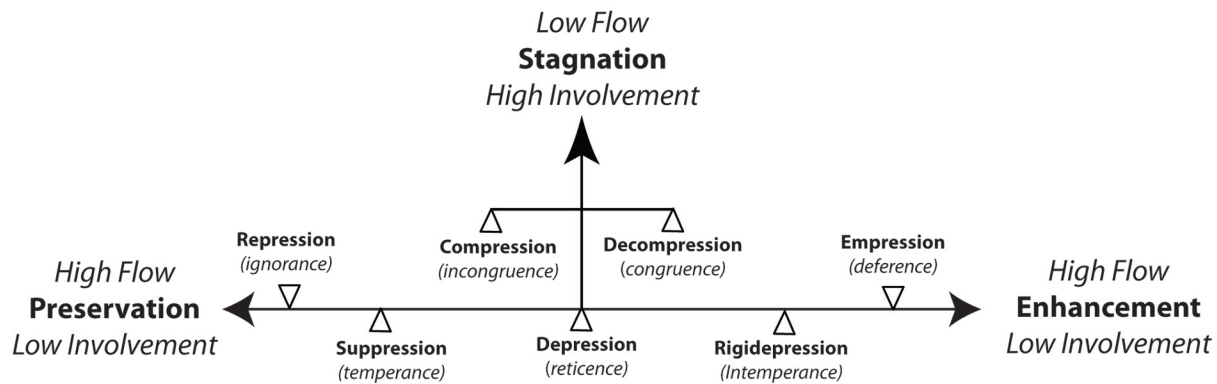 Low Flow
Stagnation
High Involvement
Repression
(ignorance)
Compression
(incongruence)
Decompression
(congruence)
Empression
(deference)
High Flow
Preservation
Low Involvement
High Flow
Enhancement
Low Involvement
Suppression
(temperance)
Depression
(reticence)
Rigidepression
(Intemperance)